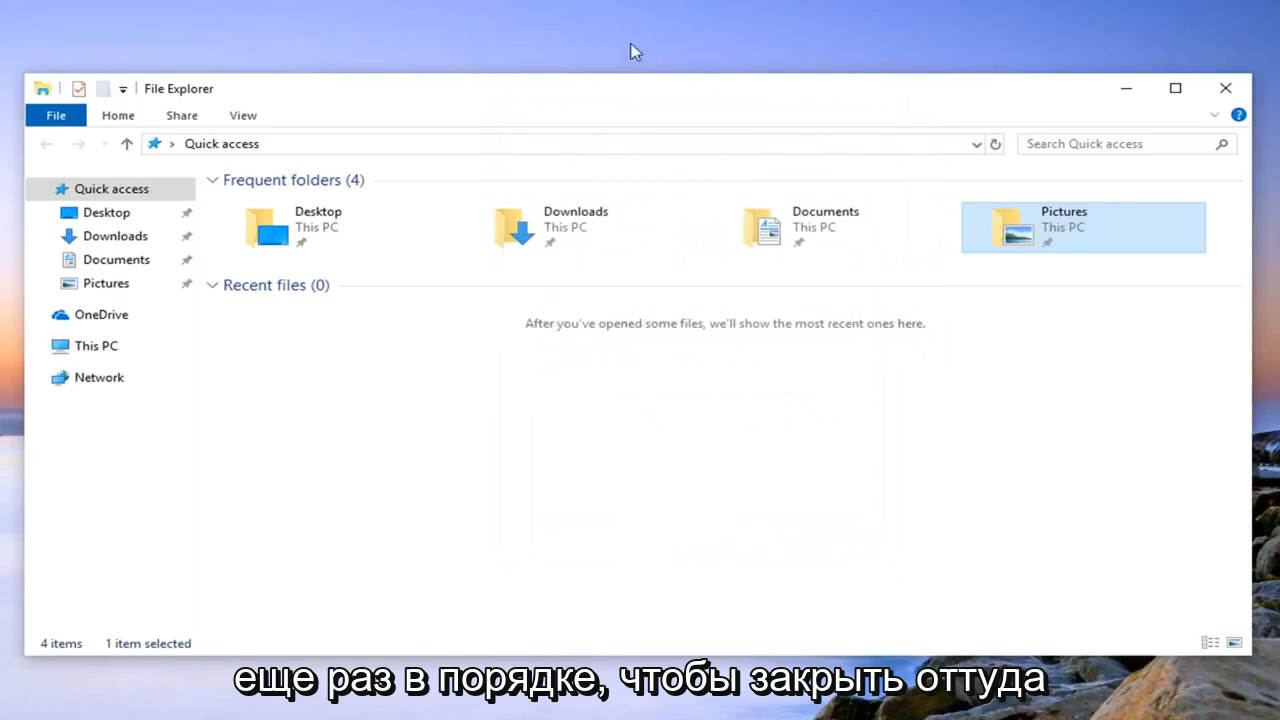 File Explorer
File Home Share View
Quick access
Search Quick access
Quick access
Desktop
Downloads
Documents
Pictures
OneDrive
This PC
Network
Frequent folders (4)
Desktop
This PC
Downloads
This PC
Documents
This PC
Pictures
This PC
Recent files (0)
After you've opened some files, we'll show the most recent ones here.
4 items 1 item selected
еще раз в порядке, чтобы закрыть оттуда